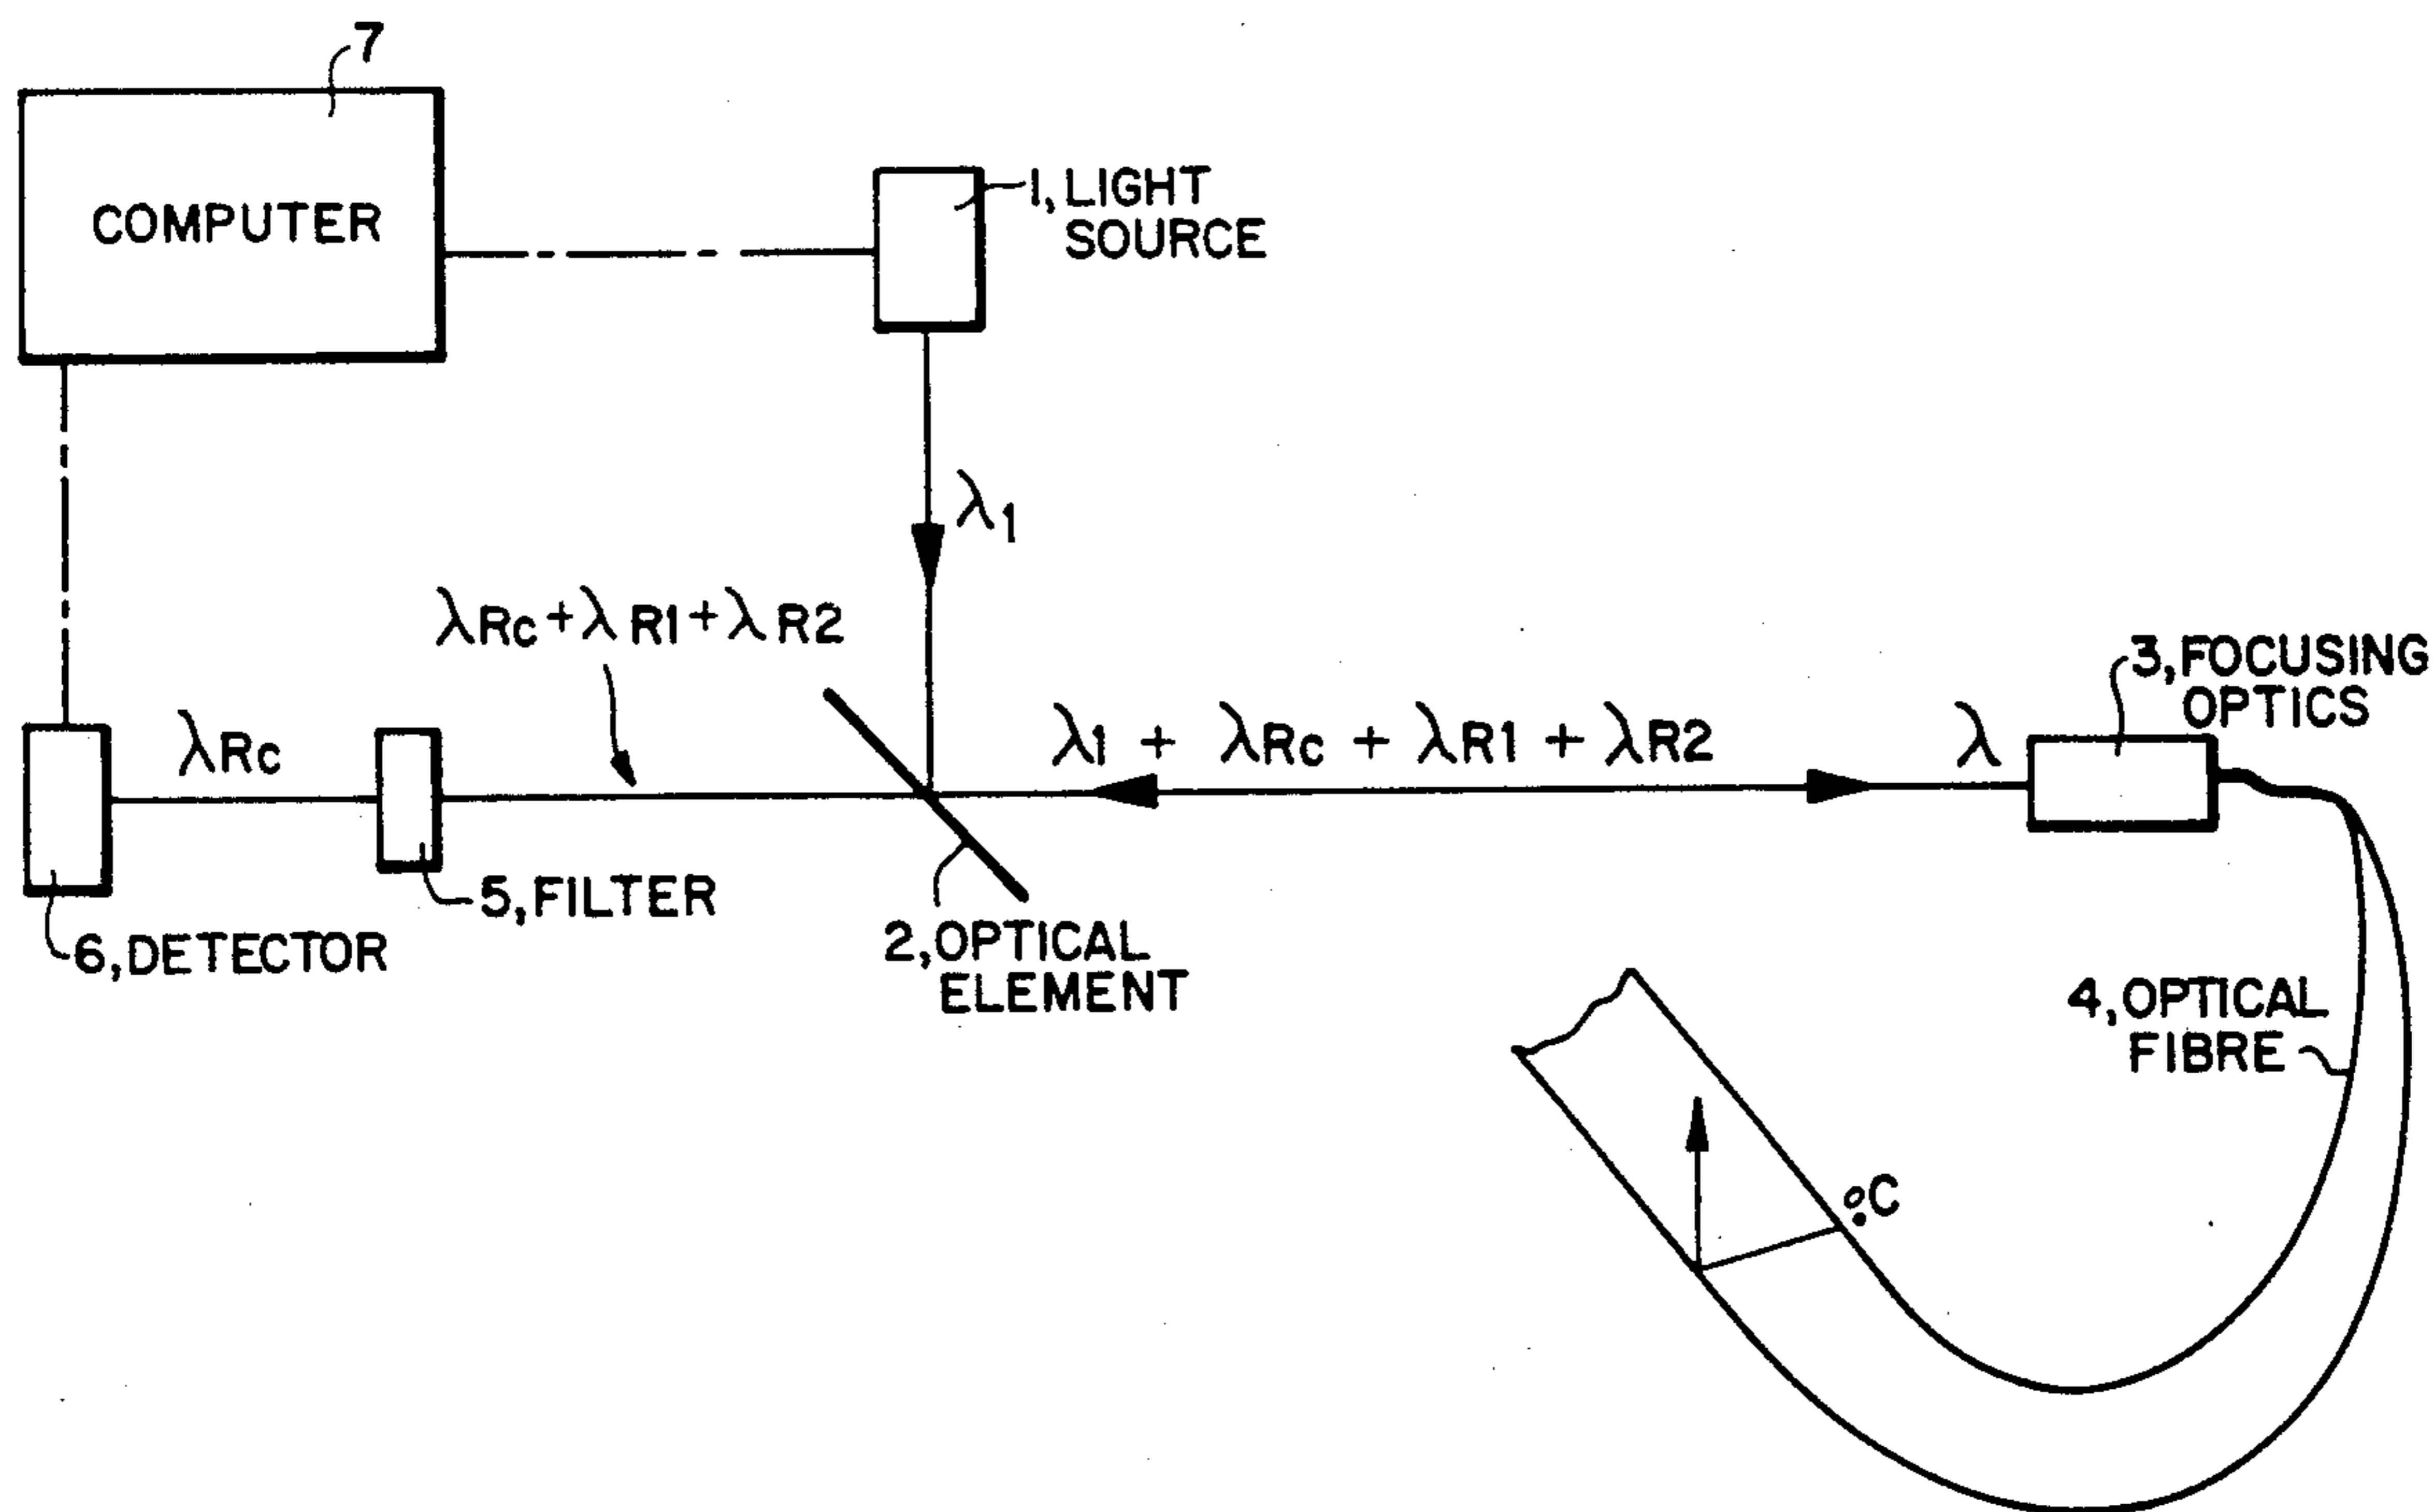 7
COMPUTER
1, LIGHT
SOURCE
λ1
λRc+λR1+λR2
3, FOCUSING
OPTICS
λRc
λ1 + λRc + λR1 + λR2
λ
5, FILTER
6, DETECTOR
2, OPTICAL
ELEMENT
4, OPTICAL
FIBRE
°C